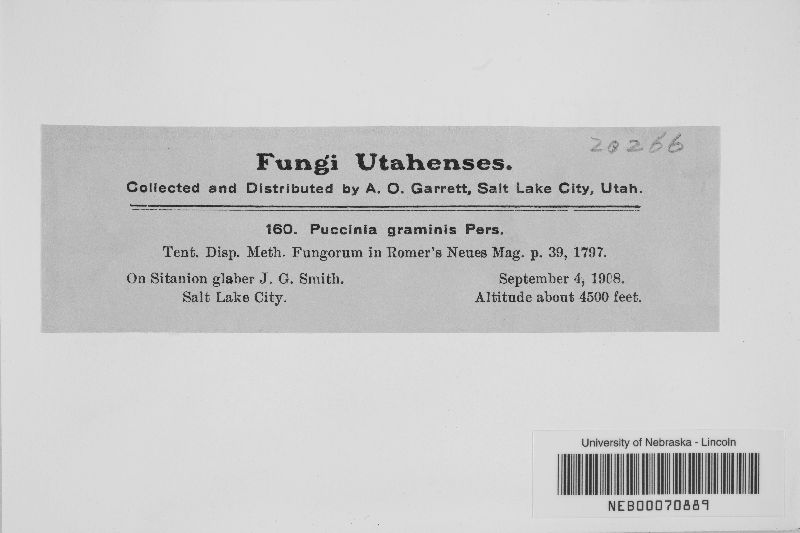 20266
Fungi Utahenses.
Collected and Distributed by A. O. Garrett, Salt Lake City, Utah.
160. Puccinia graminis Pers.
Tent. Disp. Meth. Fungorum in Romer's Neues Mag. p. 39, 1797.
On Sitanion glaber J. G. Smith.
Salt Lake City.
September 4, 1908.
Altitude about 4500 feet.
University of Nebraska - Lincoln
NEB00070889